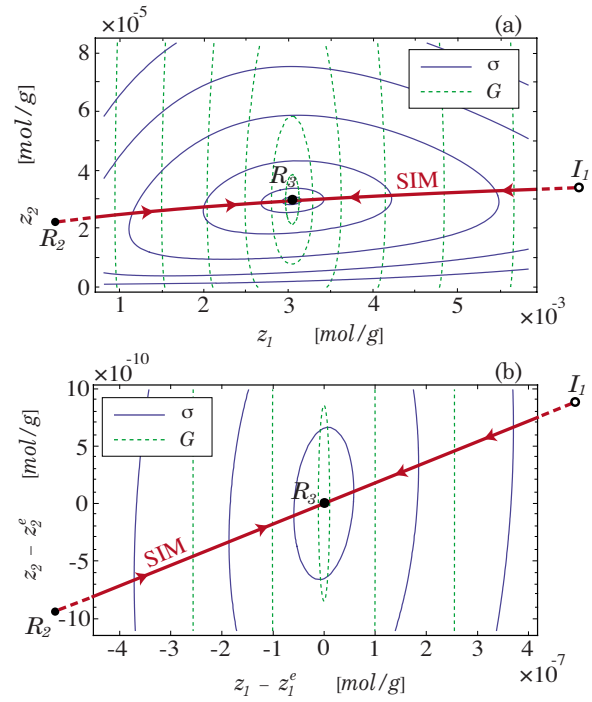 ×10⁻⁵
(a)
8
6
4
2
0
z₂ [mol/g]
σ
G
R₃
SIM
I₁
R₂
1
2
3
4
5
×10⁻³
z₁ [mol/g]
×10⁻¹⁰
(b)
10
5
0
-5
-10
z₂ − z₂ᵉ [mol/g]
σ
G
I₁
R₃
SIM
R₂
-4
-3
-2
-1
0
1
2
3
4
×10⁻⁷
z₁ − z₁ᵉ [mol/g]